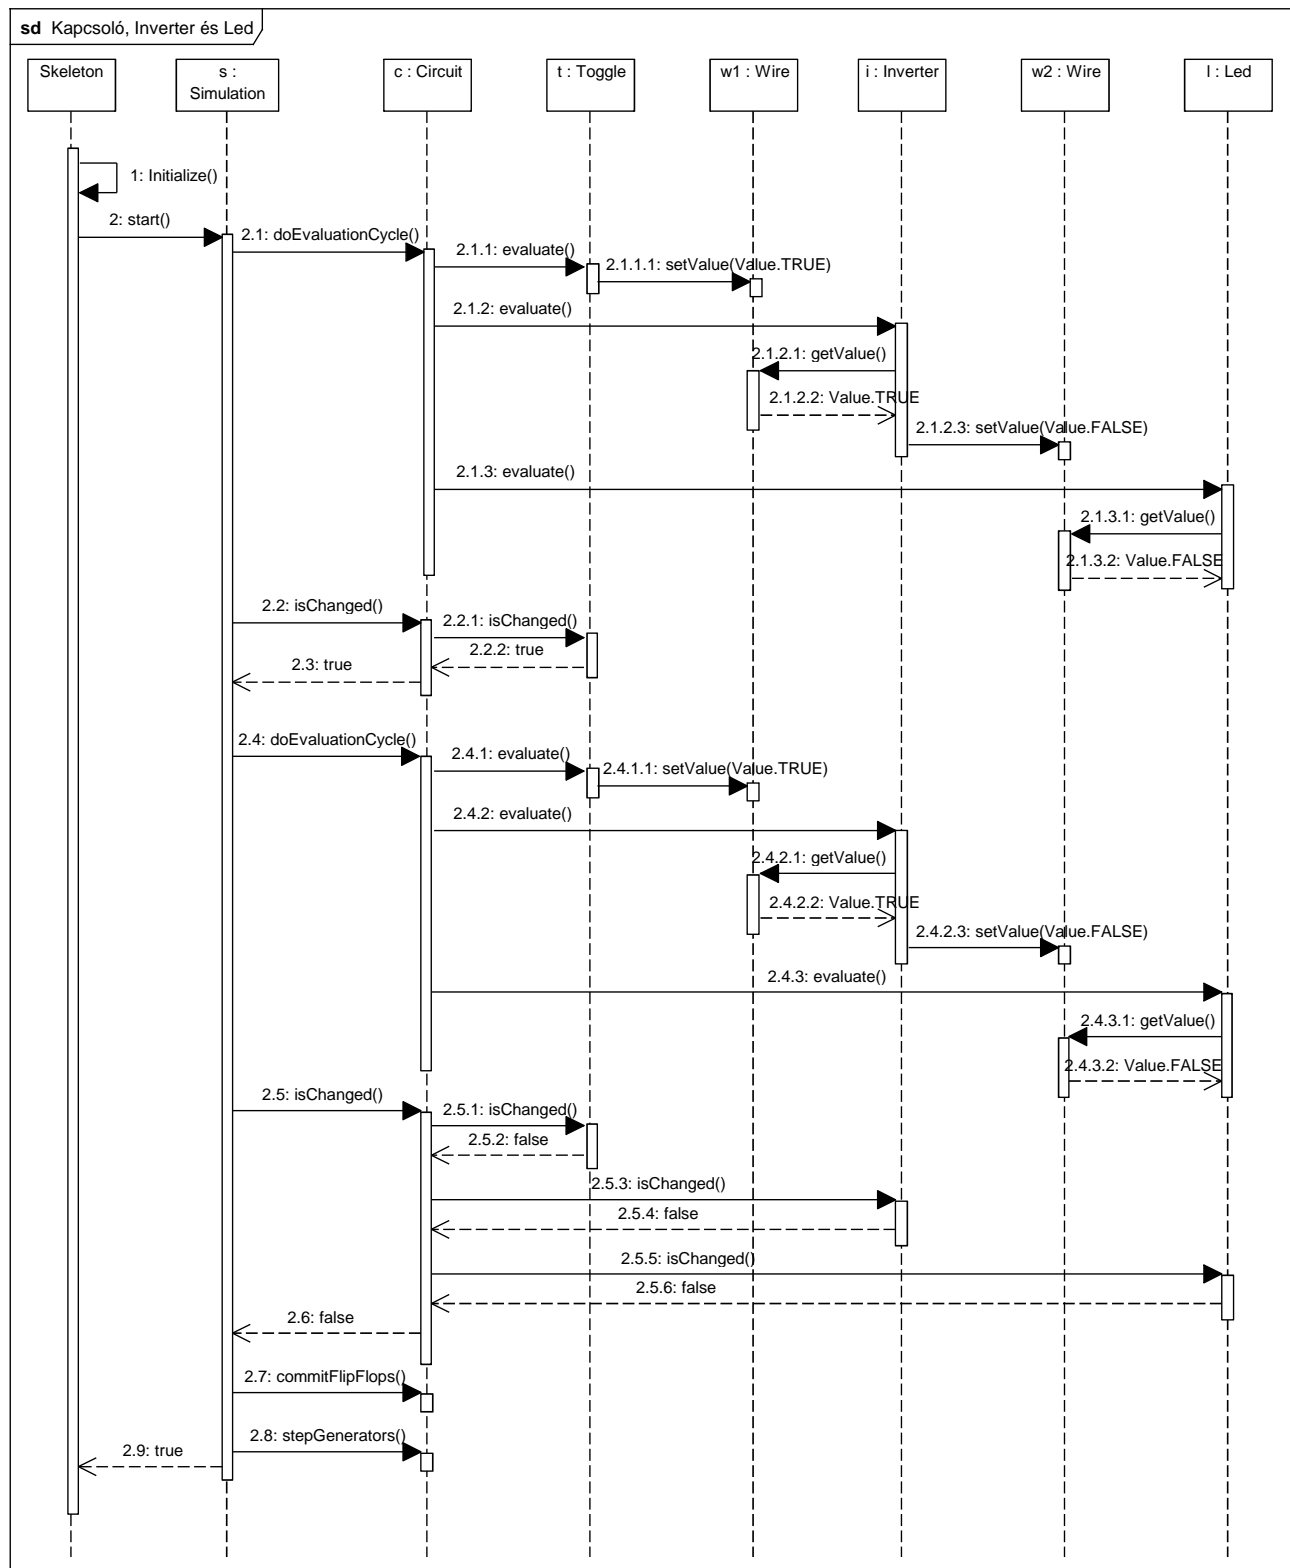 sd Kapcsoló, Inverter és Led
Skeleton
s :
Simulation
c : Circuit
t : Toggle
w1 : Wire
i : Inverter
w2 : Wire
l : Led
1: Initialize()
2: start()
2.1: doEvaluationCycle()
2.1.1: evaluate()
2.1.1.1: setValue(Value.TRUE)
2.1.2: evaluate()
2.1.2.1: getValue()
2.1.2.2: Value.TRUE
2.1.2.3: setValue(Value.FALSE)
2.1.3: evaluate()
2.1.3.1: getValue()
2.1.3.2: Value.FALSE
2.2: isChanged()
2.2.1: isChanged()
2.2.2: true
2.3: true
2.4: doEvaluationCycle()
2.4.1: evaluate()
2.4.1.1: setValue(Value.TRUE)
2.4.2: evaluate()
2.4.2.1: getValue()
2.4.2.2: Value.TRUE
2.4.2.3: setValue(Value.FALSE)
2.4.3: evaluate()
2.4.3.1: getValue()
2.4.3.2: Value.FALSE
2.5: isChanged()
2.5.1: isChanged()
2.5.2: false
2.5.3: isChanged()
2.5.4: false
2.5.5: isChanged()
2.5.6: false
2.6: false
2.7: commitFlipFlops()
2.8: stepGenerators()
2.9: true